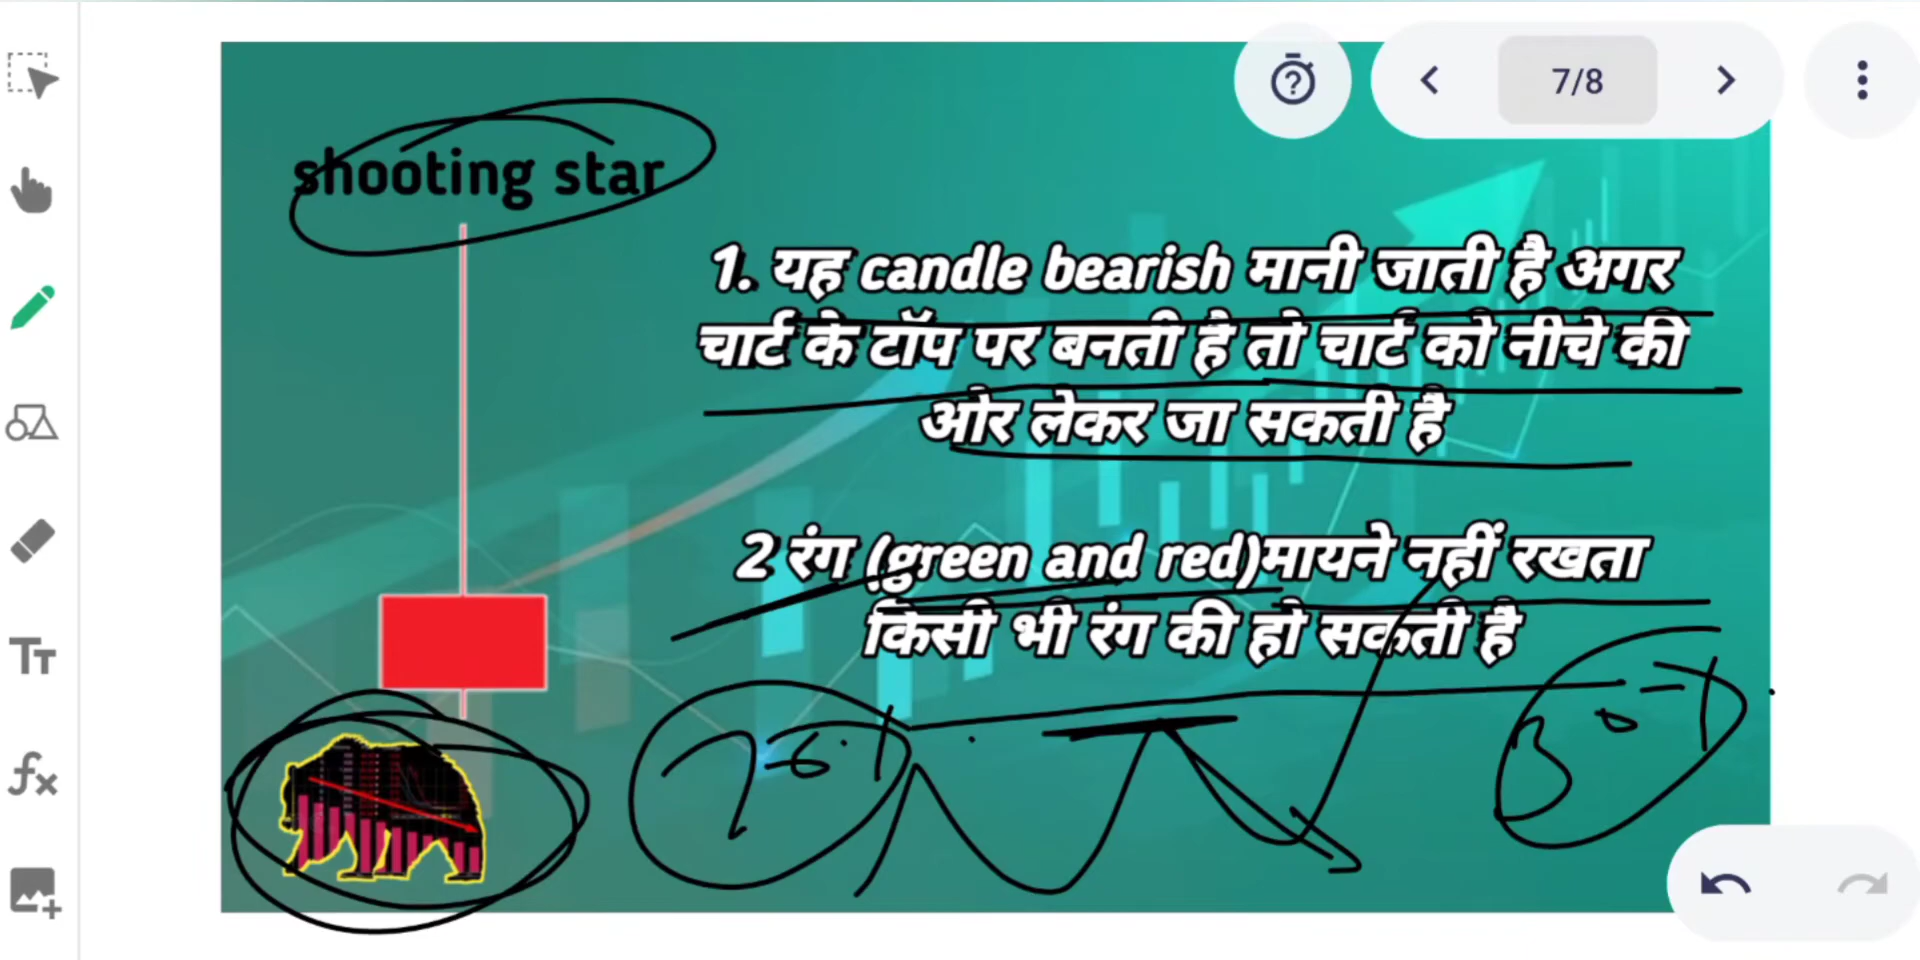 7/8
shooting star
1. यह candle bearish मानी जाती है अगर
चार्ट के टॉप पर बनती है तो चार्ट को नीचे की
ओर लेकर जा सकती है
2 रंग (green and red)मायने नहीं रखता
किसी भी रंग की हो सकती है